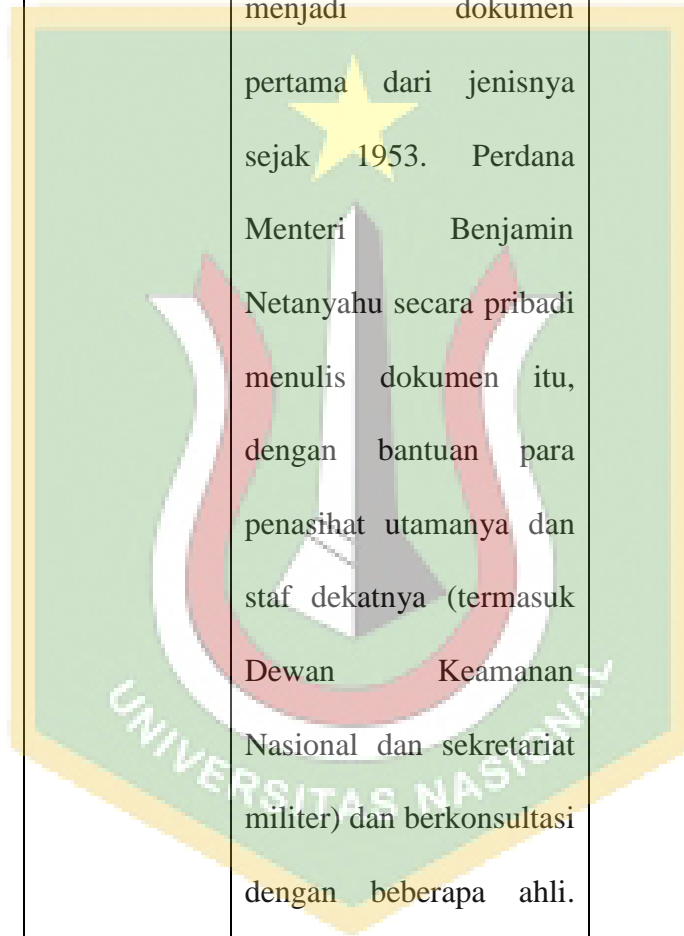 menjadi dokumen
pertama dari jenisnya
sejak 1953. Perdana
Menteri Benjamin
Netanyahu secara pribadi
menulis dokumen itu,
dengan bantuan para
penasihat utamanya dan
staf dekatnya (termasuk
Dewan Keamanan
Nasional dan sekretariat
militer) dan berkonsultasi
dengan beberapa ahli.
UNIVERSITAS NASIONAL